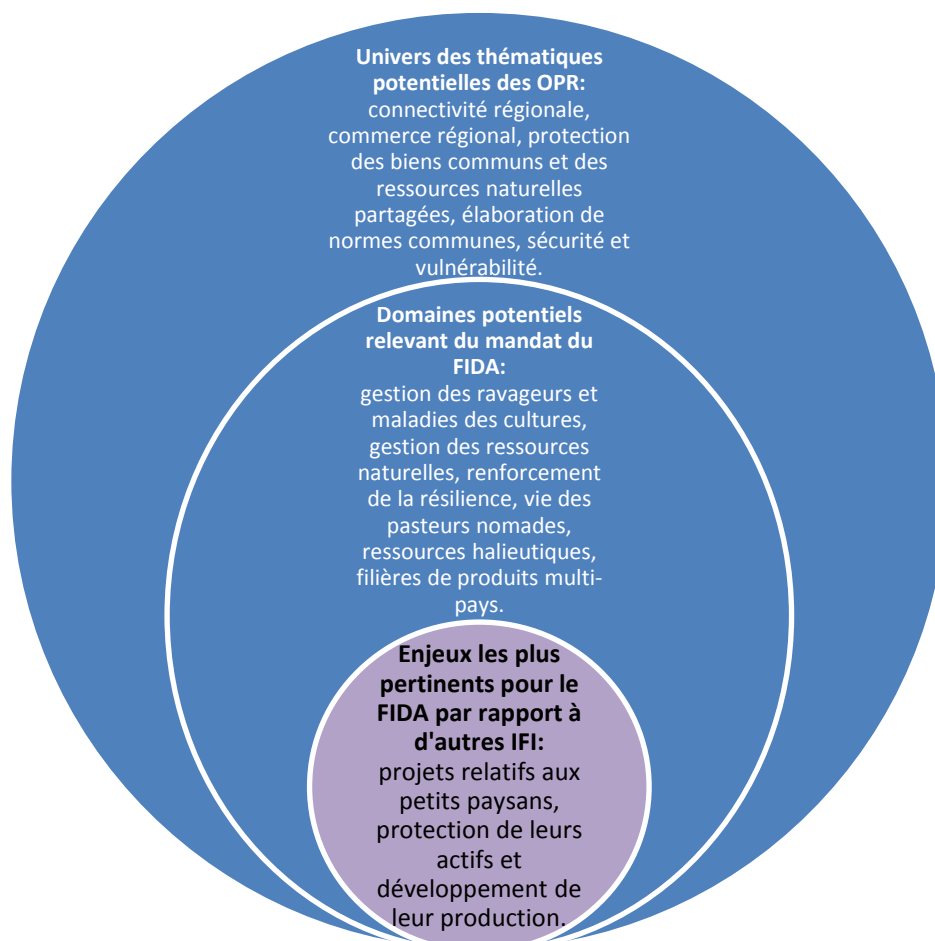 Univers des thématiques
potentielles des OPR:
connectivité régionale,
commerce régional, protection
des biens communs et des
ressources naturelles
partagées, élaboration de
normes communes, sécurité et
vulnérabilité.
Domaines potentiels
relevant du mandat du
FIDA:
gestion des ravageurs et
maladies des cultures,
gestion des ressources
naturelles, renforcement
de la résilience, vie des
pasteurs nomades,
ressources halieutiques,
filières de produits multi-
pays.
Enjeux les plus
pertinents pour le
FIDA par rapport à
d'autres IFI:
projets relatifs aux
petits paysans,
protection de leurs
actifs et
développement de
leur production.